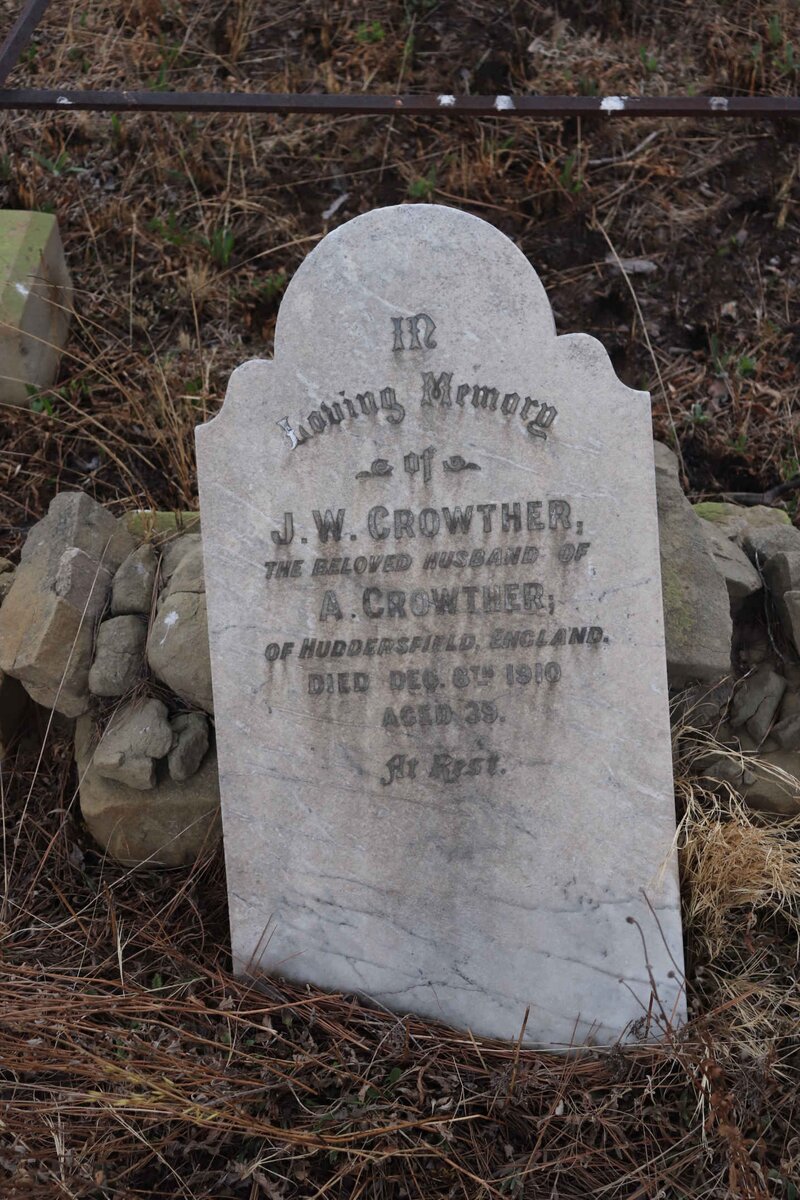 IN
Loving Memory
of
J. W. CROWTHER,
THE BELOVED HUSBAND OF
A. CROWTHER,
OF HUDDERSFIELD, ENGLAND.
DIED DEC. 8TH 1910
AGED 39.
At Rest.